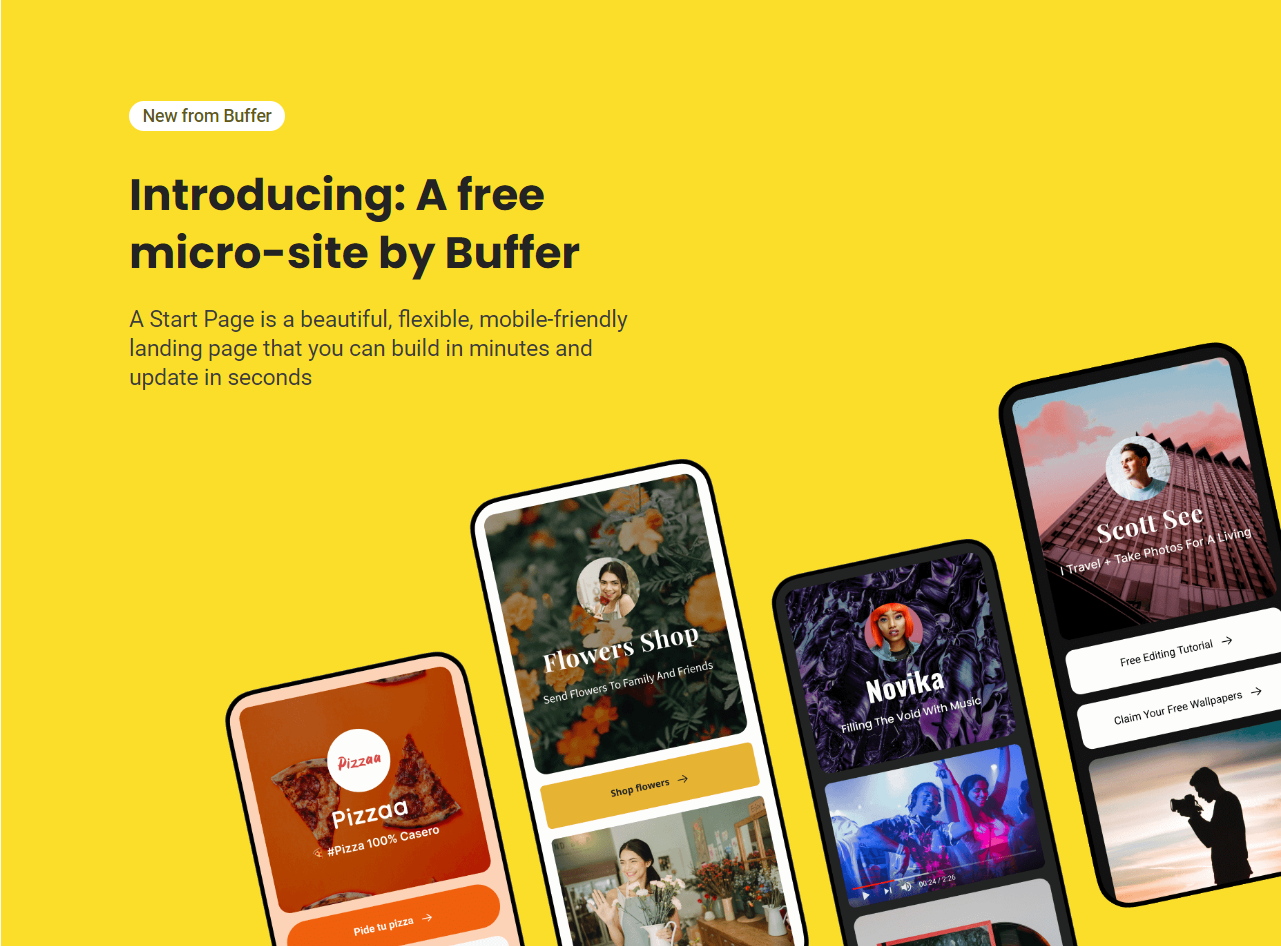 New from Buffer
Introducing: A free
micro-site by Buffer
A Start Page is a beautiful, flexible, mobile-friendly
landing page that you can build in minutes and
update in seconds
Pizzaa
Pizzaa
#Pizza 100% Casero
Pide tu pizza →
Flowers Shop
Send Flowers To Family And Friends
Shop flowers →
Novika
Filling The Void With Music
00:24 / 2:26
Scott See
I Travel + Take Photos For A Living
Free Editing Tutorial →
Claim Your Free Wallpapers →